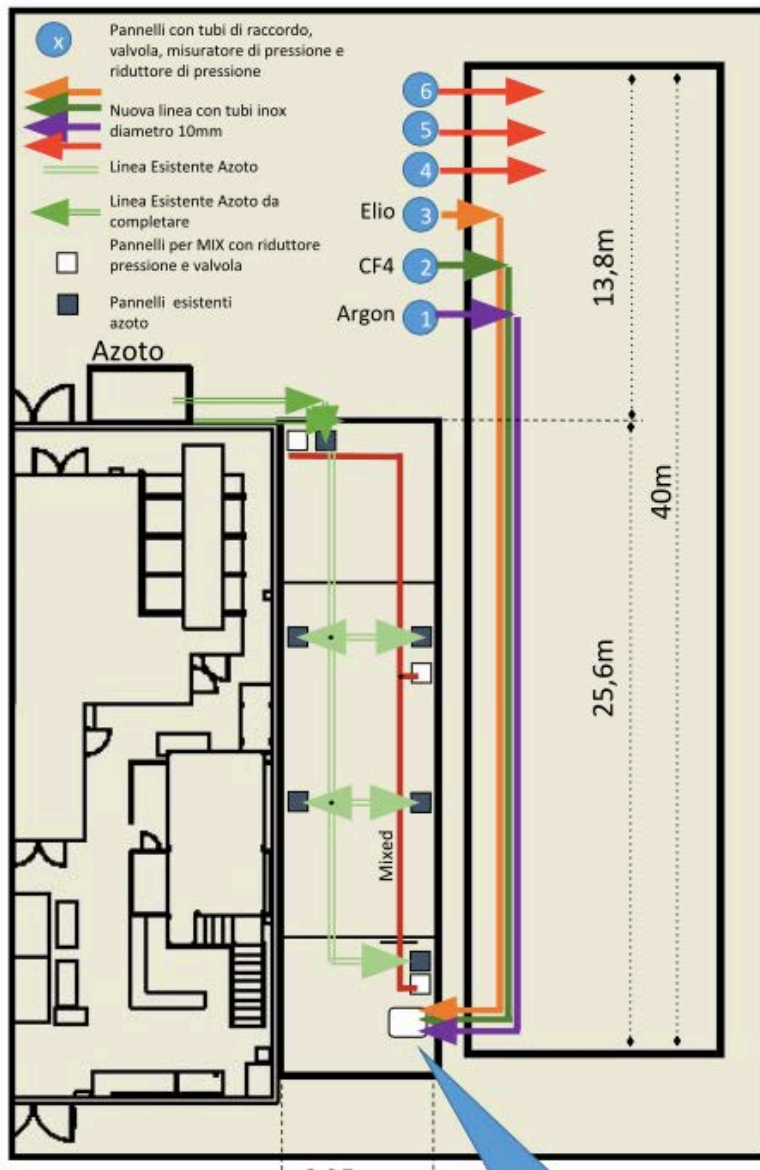 x
Pannelli con tubi di raccordo,
valvola, misuratore di pressione e
riduttore di pressione
Nuova linea con tubi inox
diametro 10mm
Linea Esistente Azoto
Linea Esistente Azoto da
completare
Pannelli per MIX con riduttore
pressione e valvola
Pannelli esistenti
azoto
Azoto
6
5
4
Elio 3
CF4 2
Argon 1
13,8m
40m
25,6m
Mixed